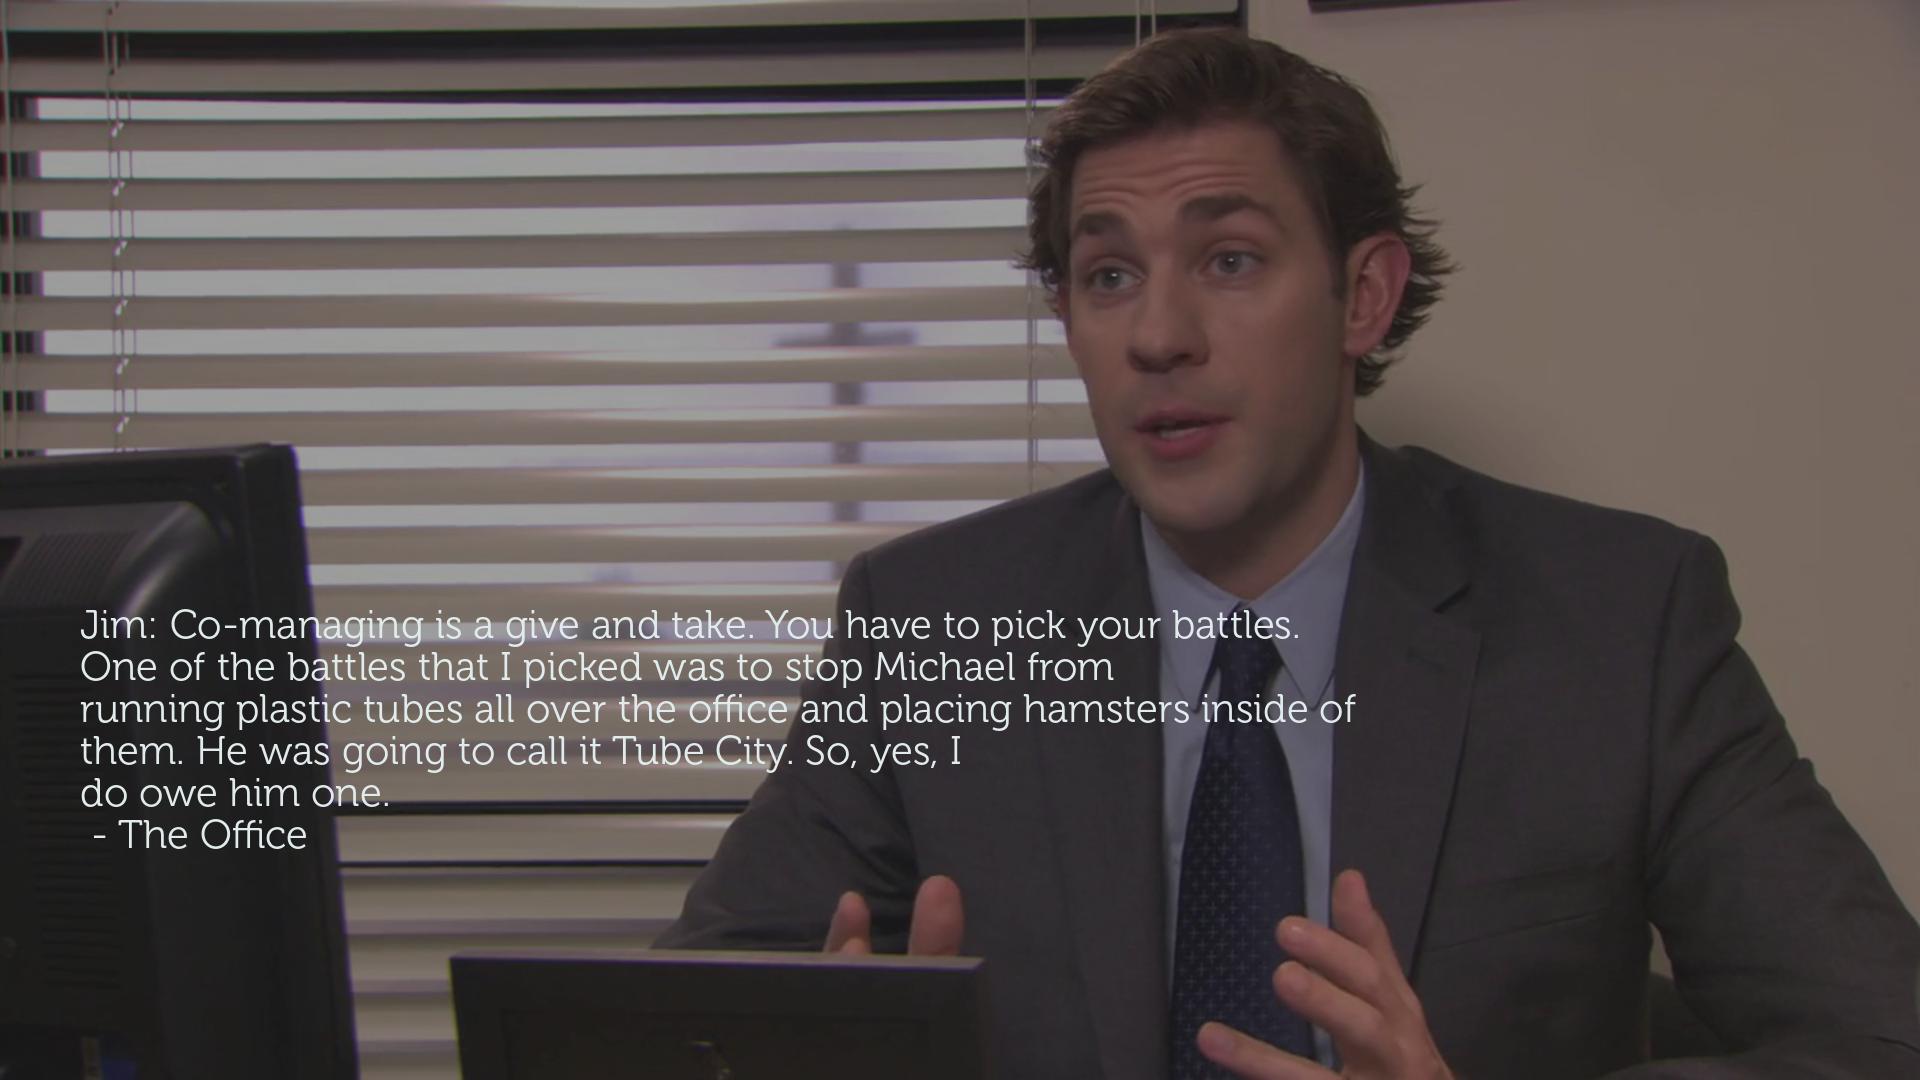 Jim: Co-managing is a give and take. You have to pick your battles.
One of the battles that I picked was to stop Michael from
running plastic tubes all over the office and placing hamsters inside of
them. He was going to call it Tube City. So, yes, I
do owe him one.
- The Office